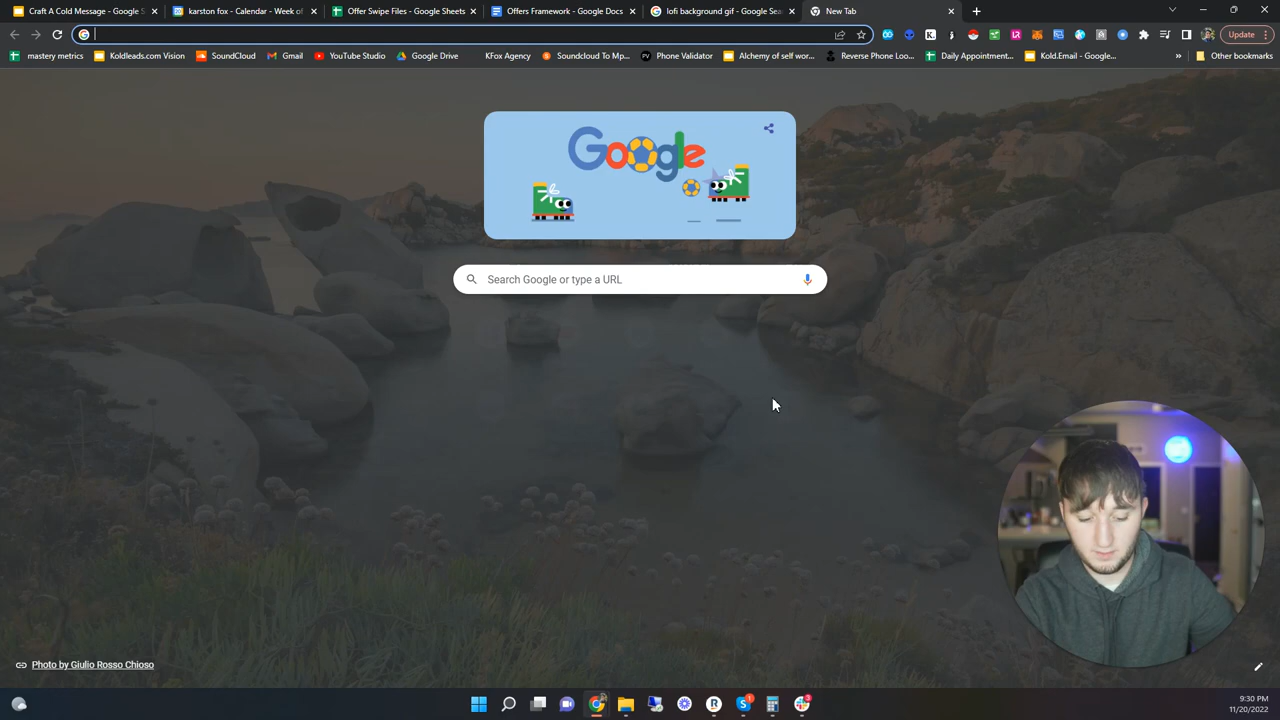 Craft A Cold Message - Google S
karston fox - Calendar - Week of
Offer Swipe Files - Google Sheets
Offers Framework - Google Docs
lofi background gif - Google Sea
New Tab
Update
mastery metrics
Koldleads.com Vision
SoundCloud
Gmail
YouTube Studio
Google Drive
KFox Agency
Soundcloud To Mp...
Phone Validator
Alchemy of self wor...
Reverse Phone Loo...
Daily Appointment...
Kold.Email - Google...
Other bookmarks
Google
Search Google or type a URL
Photo by Giulio Rosso Chioso
9:30 PM
11/20/2022